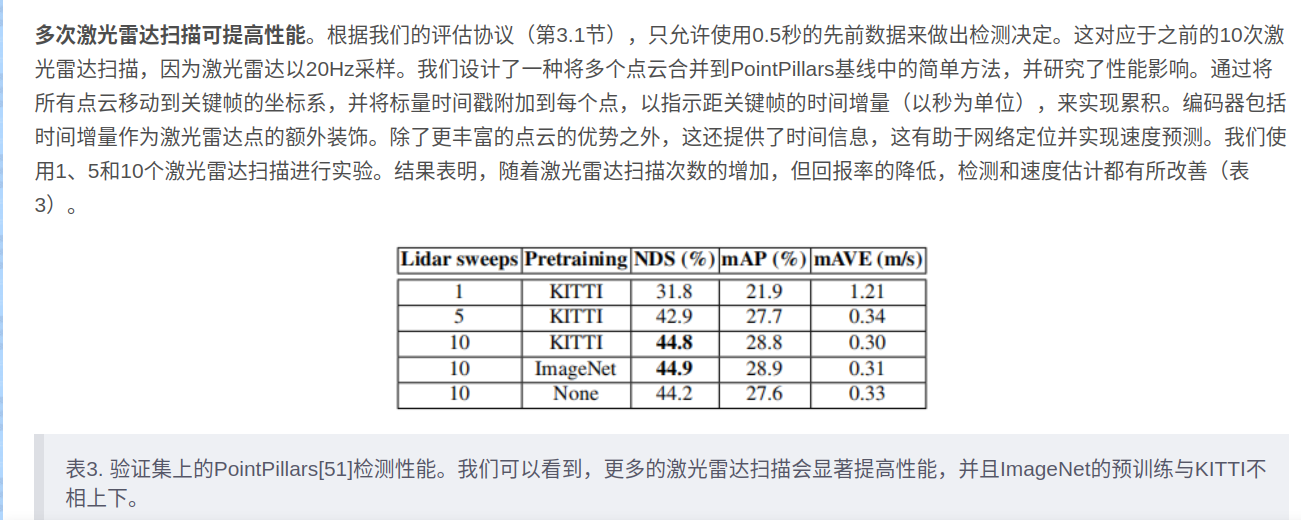 多次激光雷达扫描可提高性能。根据我们的评估协议（第3.1节），只允许使用0.5秒的先前数据来做出检测决定。这对应于之前的10次激
光雷达扫描，因为激光雷达以20Hz采样。我们设计了一种将多个点云合并到PointPillars基线中的简单方法，并研究了性能影响。通过将
所有点云移动到关键帧的坐标系，并将标量时间戳附加到每个点，以指示距关键帧的时间增量（以秒为单位），来实现累积。编码器包括
时间增量作为激光雷达点的额外装饰。除了更丰富的点云的优势之外，这还提供了时间信息，这有助于网络定位并实现速度预测。我们使
用1、5和10个激光雷达扫描进行实验。结果表明，随着激光雷达扫描次数的增加，但回报率的降低，检测和速度估计都有所改善（表
3）。
Lidar sweeps Pretraining NDS (%) mAP (%) mAVE (m/s)
1 KITTI 31.8 21.9 1.21
5 KITTI 42.9 27.7 0.34
10 KITTI 44.8 28.8 0.30
10 ImageNet 44.9 28.9 0.31
10 None 44.2 27.6 0.33
表3. 验证集上的PointPillars[51]检测性能。我们可以看到，更多的激光雷达扫描会显著提高性能，并且ImageNet的预训练与KITTI不
相上下。